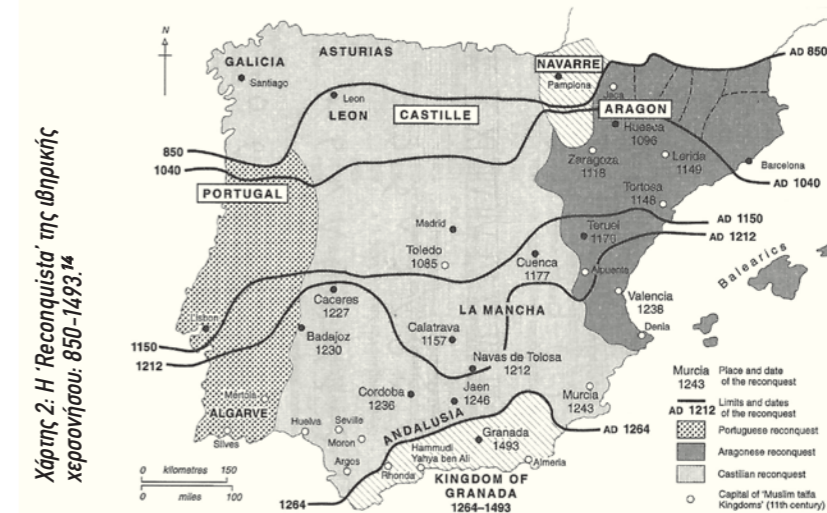 Χάρτης 2: Η ‘Reconquista’ της ιβηρικής
χερσονήσου: 850-1493.¹⁴
N
GALICIA
Santiago
ASTURIAS
NAVARRE
Pamplona
AD 850
Leon
LEON
CASTILLE
Jaca
ARAGON
Huesca
1096
850
1040
PORTUGAL
Zaragoza
1118
Lerida
1149
Barcelona
AD 1040
Tortosa
1148
Madrid
Toledo
1085
Teruel
1170
AD 1150
AD 1212
Cuenca
1177
Alpuente
Balearics
Lisbon
Caceres
1227
LA MANCHA
Valencia
1238
Denia
1150
1212
Badajoz
1230
Calatrava
1157
Navas de Tolosa
1212
Mertola
ALGARVE
Silves
Cordoba
1236
Jaen
1246
Murcia
1243
Huelva
Seville
Moron
Argos
ANDALUSIA
AD 1264
Hammudi
Yahya ben Ali
Granada
1493
Rhonda
Almeria
KINGDOM OF
GRANADA
1264–1493
1264
0 kilometres 150
0 miles 100
Murcia
1243
Place and date
of the reconquest
AD 1212
Limits and dates
of the reconquest
Portuguese reconquest
Aragonese reconquest
Castilian reconquest
Capital of 'Muslim taifa
Kingdoms' (11th century)